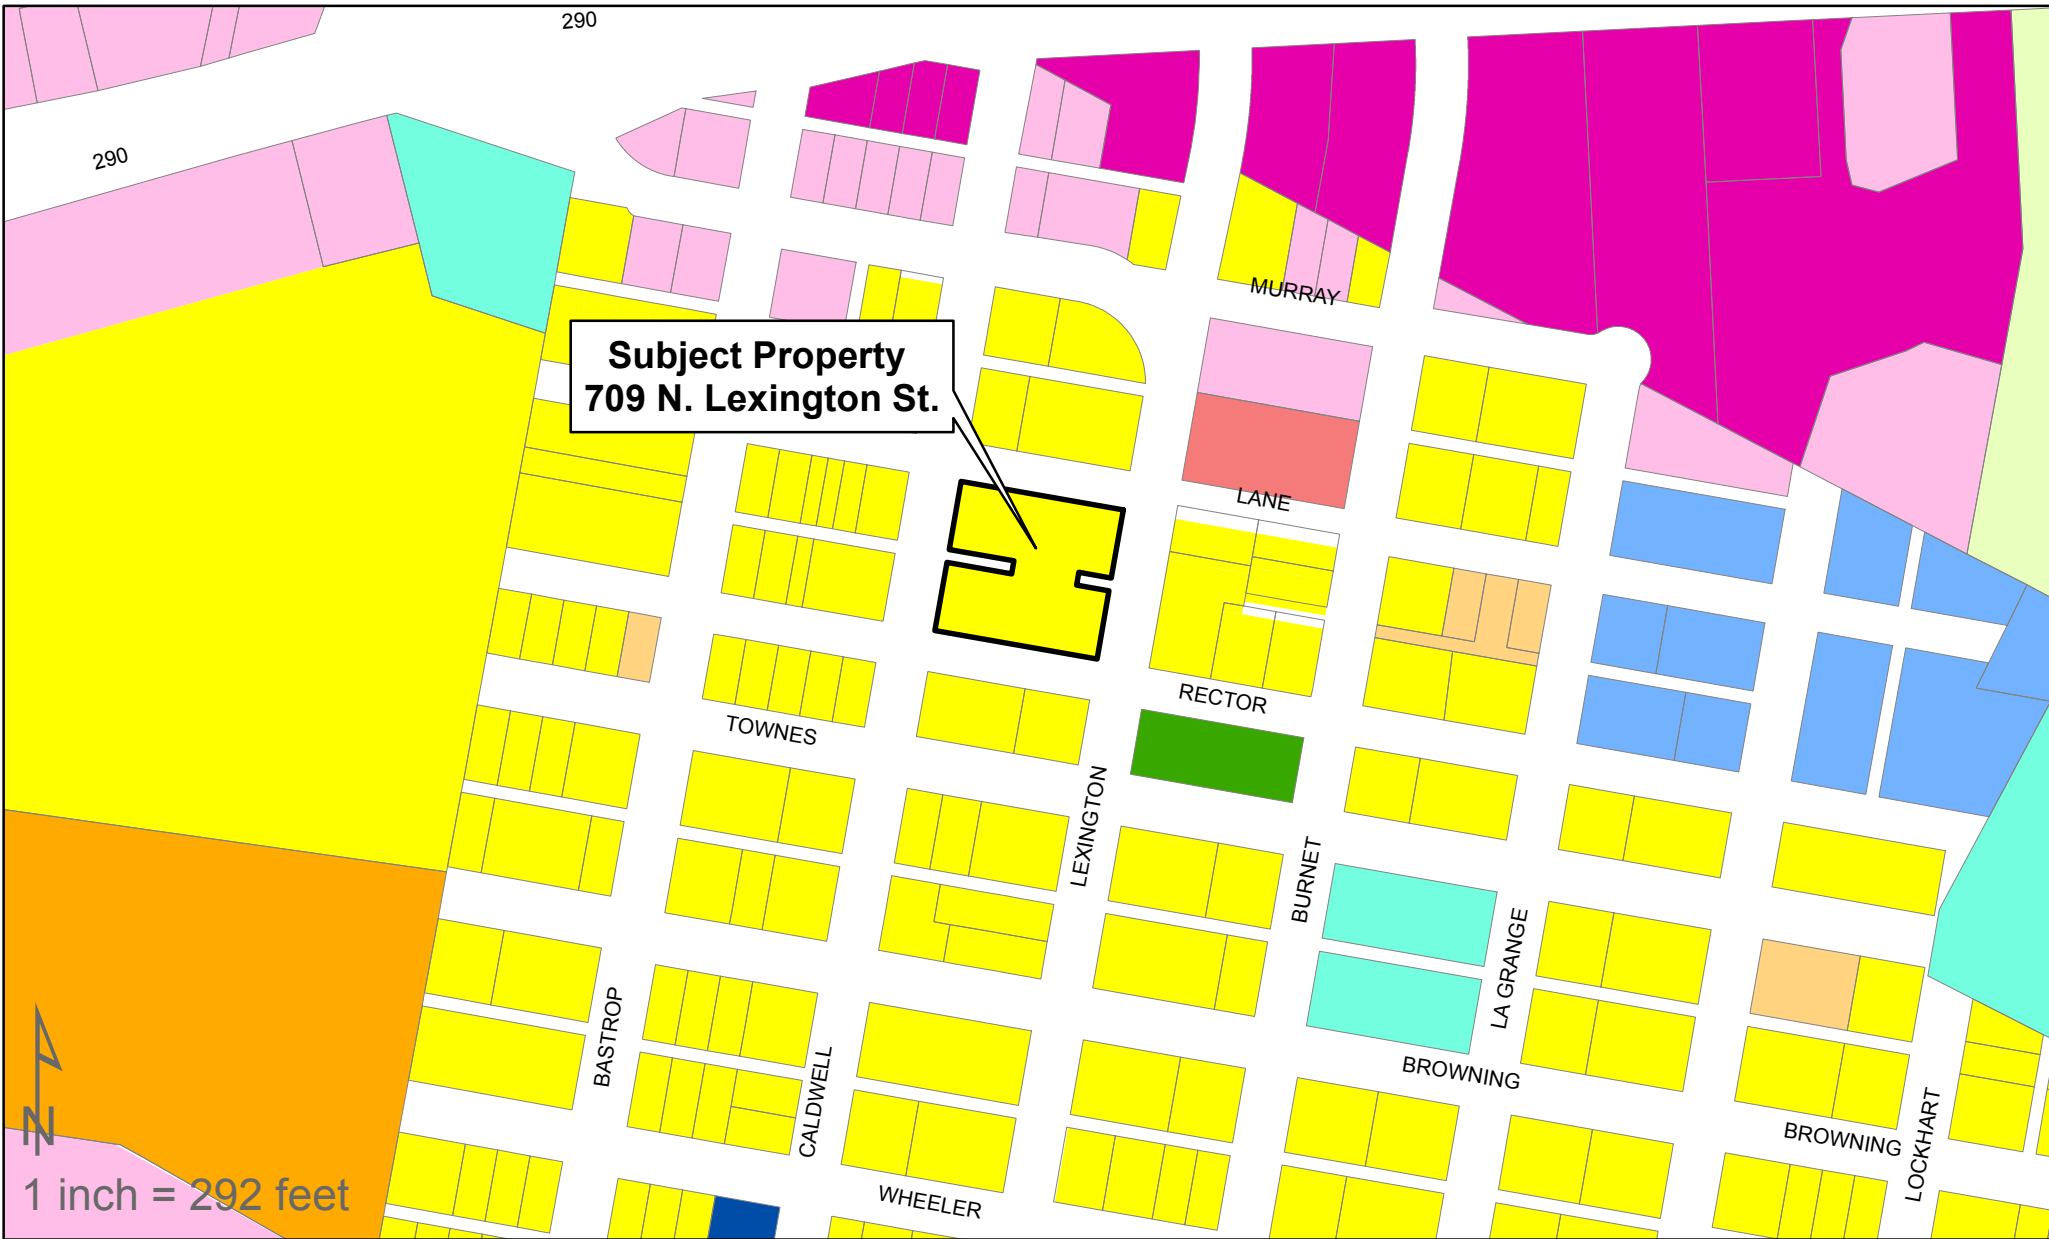 290
290
MURRAY
Subject Property
709 N. Lexington St.
LANE
RECTOR
TOWNES
LEXINGTON
BURNET
LA GRANGE
BASTROP
CALDWELL
BROWNING
BROWNING
LOCKHART
WHEELER
N
1 inch = 292 feet